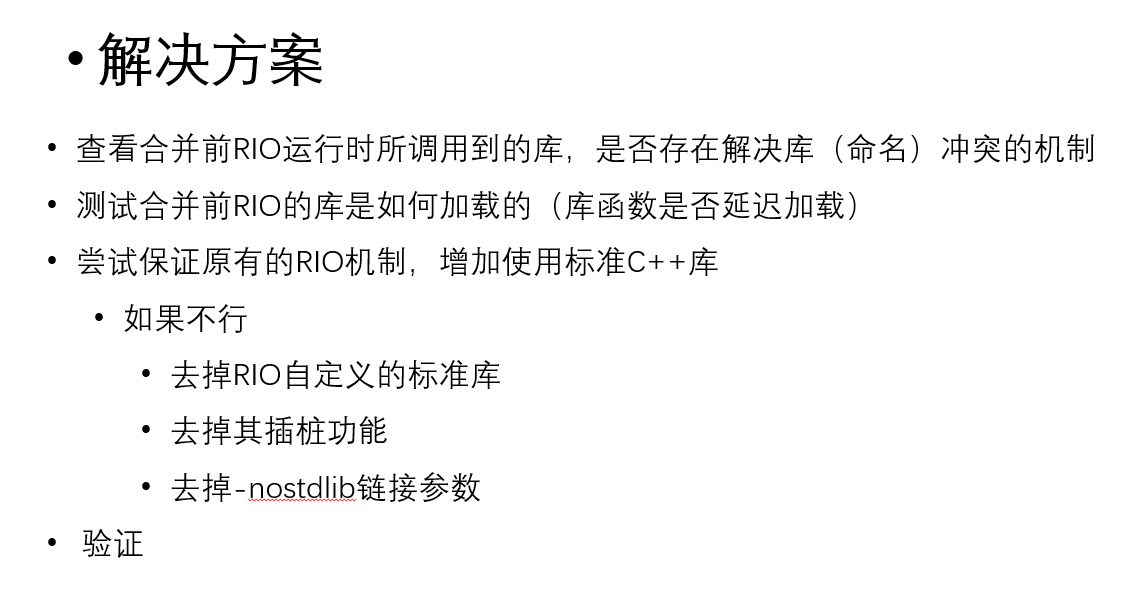 • 解决方案
• 查看合并前RIO运行时所调用到的库，是否存在解决库（命名）冲突的机制
• 测试合并前RIO的库是如何加载的（库函数是否延迟加载）
• 尝试保证原有的RIO机制，增加使用标准C++库
• 如果不行
• 去掉RIO自定义的标准库
• 去掉其插桩功能
• 去掉-nostdlib链接参数
• 验证